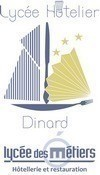 Lycée Hôtelier
Dinard
lycée des métiers
Hôtellerie et restauration